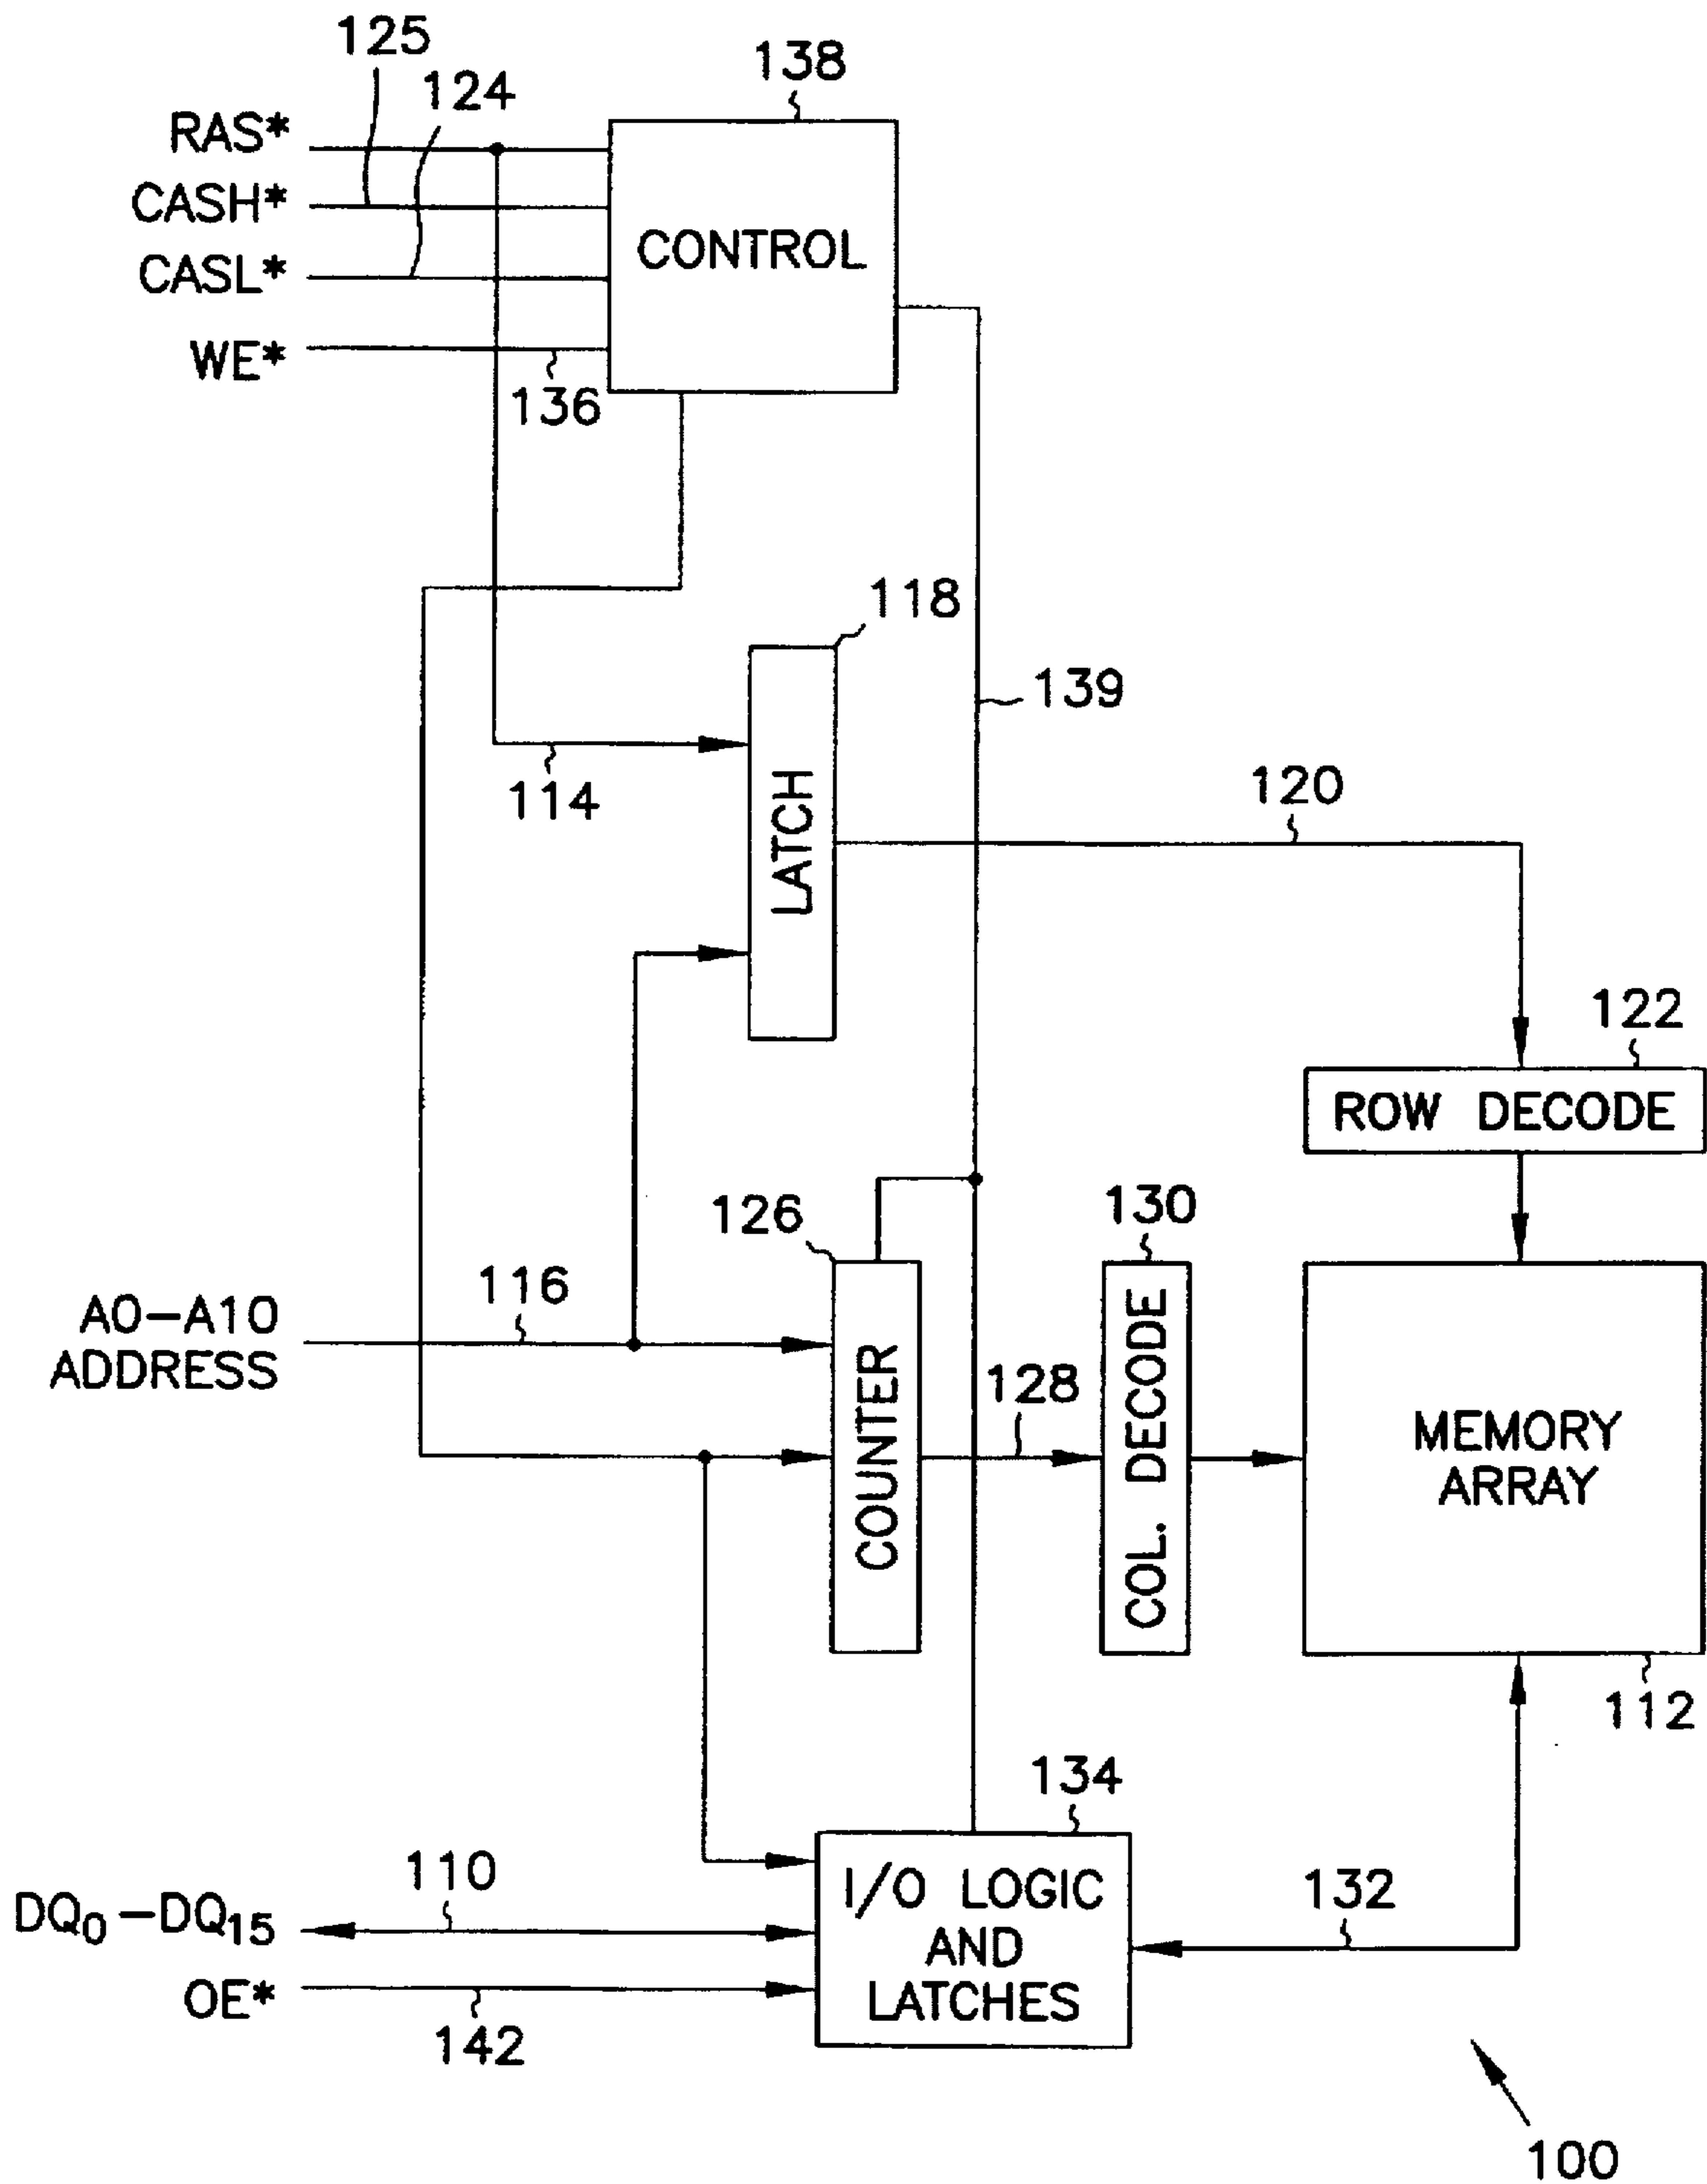 125
138
124
RAS*
CASH*
CASL*
WE*
CONTROL
136
118
139
114
LATCH
120
122
ROW DECODE
126
130
116
A0-A10
ADDRESS
COUNTER
128
COL. DECODE
MEMORY
ARRAY
112
134
110
DQ0-DQ15
I/O LOGIC
AND
LATCHES
132
OE*
142
100